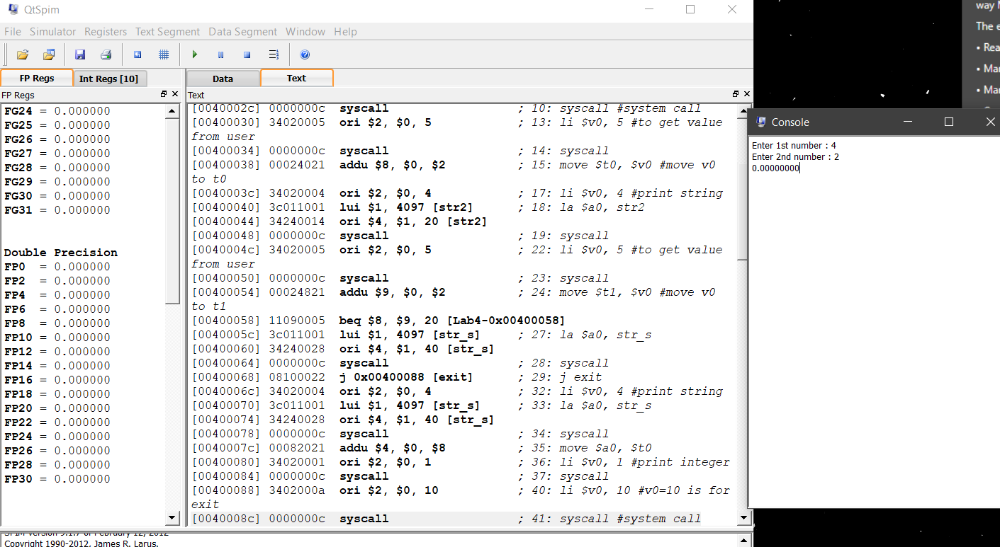 QtSpim
File Simulator Registers Text Segment Data Segment Window Help
FP Regs
Int Regs [10]
Data
Text
FP Regs
FG24 = 0.000000
FG25 = 0.000000
FG26 = 0.000000
FG27 = 0.000000
FG28 = 0.000000
FG29 = 0.000000
FG30 = 0.000000
FG31 = 0.000000
Double Precision
FP0 = 0.000000
FP2 = 0.000000
FP4 = 0.000000
FP6 = 0.000000
FP8 = 0.000000
FP10 = 0.000000
FP12 = 0.000000
FP14 = 0.000000
FP16 = 0.000000
FP18 = 0.000000
FP20 = 0.000000
FP22 = 0.000000
FP24 = 0.000000
FP26 = 0.000000
FP28 = 0.000000
FP30 = 0.000000
Text
[0040002c] 0000000c syscall ; 10: syscall #system call
[00400030] 34020005 ori $2, $0, 5 ; 13: li $v0, 5 #to get value
from user
[00400034] 0000000c syscall ; 14: syscall
[00400038] 00024021 addu $8, $0, $2 ; 15: move $t0, $v0 #move v0
to t0
[0040003c] 34020004 ori $2, $0, 4 ; 17: li $v0, 4 #print string
[00400040] 3c011001 lui $1, 4097 [str2] ; 18: la $a0, str2
[00400044] 34240014 ori $4, $1, 20 [str2]
[00400048] 0000000c syscall ; 19: syscall
[0040004c] 34020005 ori $2, $0, 5 ; 22: li $v0, 5 #to get value
from user
[00400050] 0000000c syscall ; 23: syscall
[00400054] 00024821 addu $9, $0, $2 ; 24: move $t1, $v0 #move v0
to t1
[00400058] 11090005 beq $8, $9, 20 [Lab4-0x00400058]
[0040005c] 3c011001 lui $1, 4097 [str_s] ; 27: la $a0, str_s
[00400060] 34240028 ori $4, $1, 40 [str_s]
[00400064] 0000000c syscall ; 28: syscall
[00400068] 08100022 j 0x00400088 [exit] ; 29: j exit
[0040006c] 34020004 ori $2, $0, 4 ; 32: li $v0, 4 #print string
[00400070] 3c011001 lui $1, 4097 [str_s] ; 33: la $a0, str_s
[00400074] 34240028 ori $4, $1, 40 [str_s]
[00400078] 0000000c syscall ; 34: syscall
[0040007c] 00082021 addu $4, $0, $8 ; 35: move $a0, $t0
[00400080] 34020001 ori $2, $0, 1 ; 36: li $v0, 1 #print integer
[00400084] 0000000c syscall ; 37: syscall
[00400088] 3402000a ori $2, $0, 10 ; 40: li $v0, 10 #v0=10 is for
exit
[0040008c] 0000000c syscall ; 41: syscall #system call
SPIM Version 9.1.7 of February 12, 2012
Copyright 1990-2012, James R. Larus.
way
The e
• Rea
• Mar
• Mar
Console
Enter 1st number : 4
Enter 2nd number : 2
0.00000000